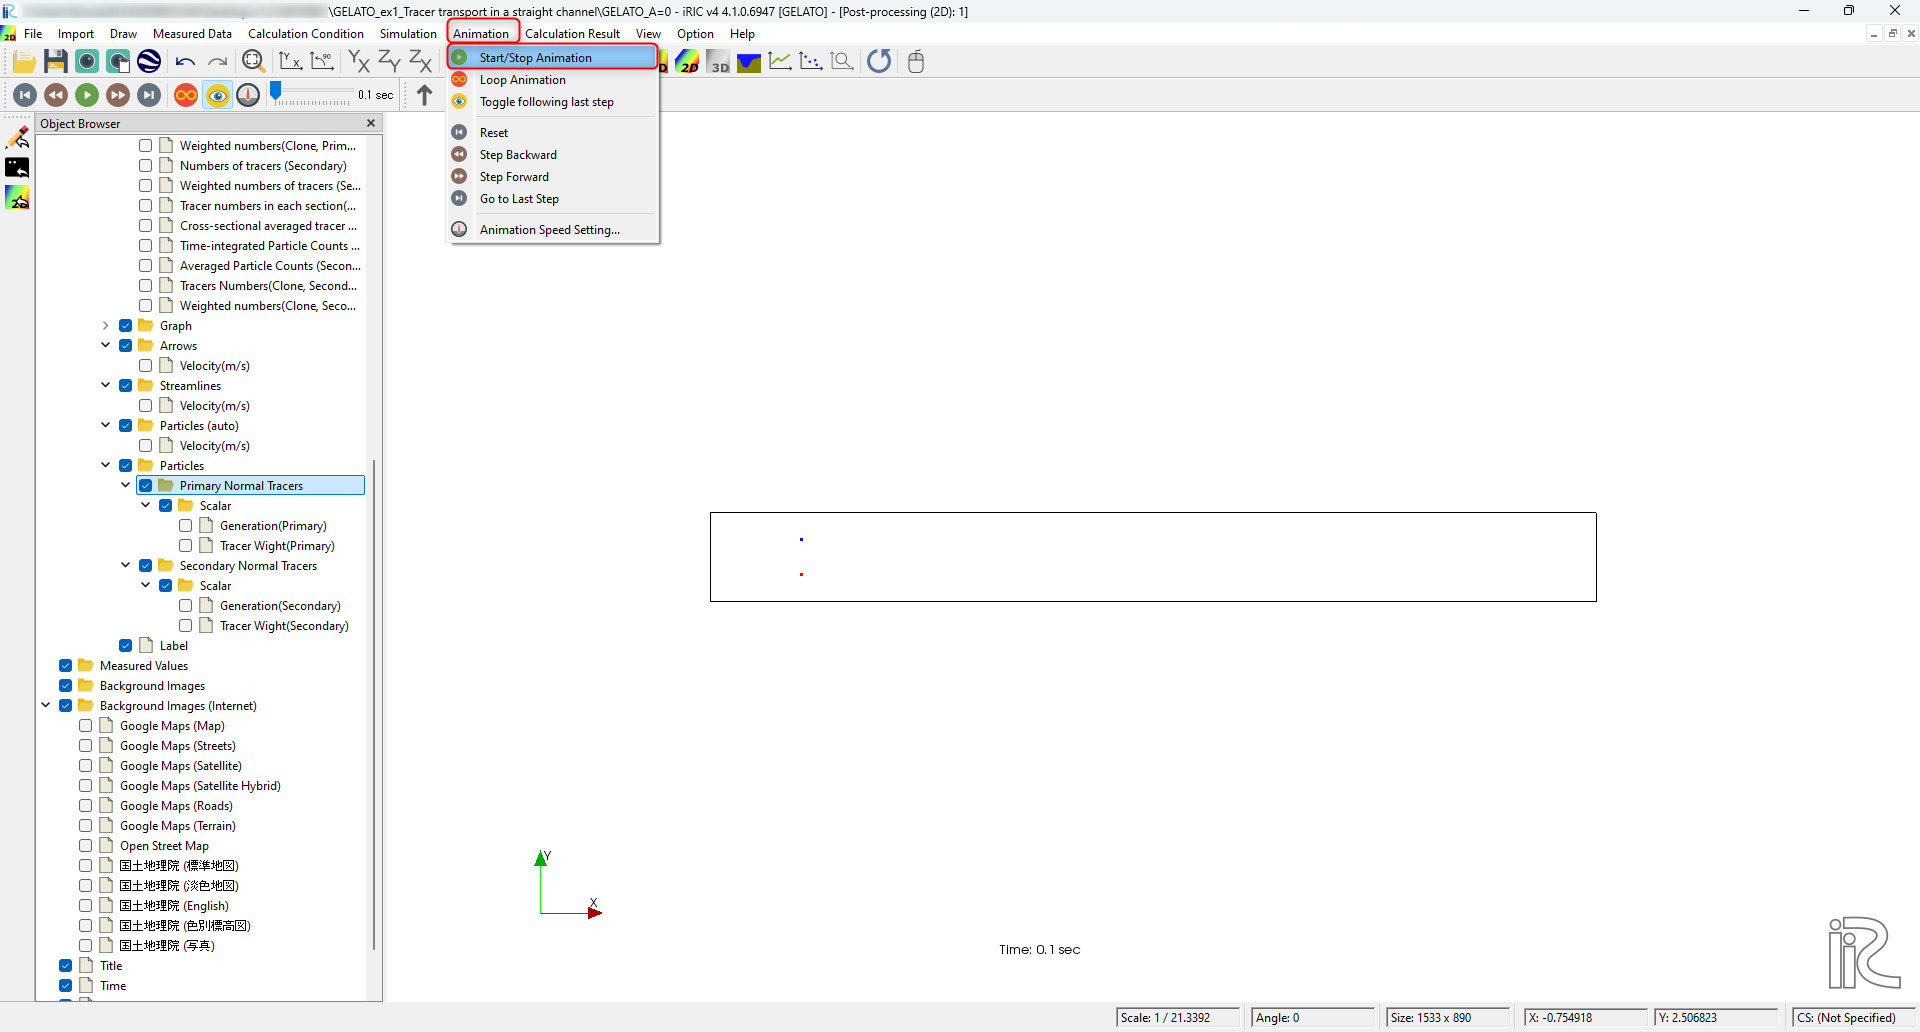 \GELATO_ex1_Tracer transport in a straight channel\GELATO_A=0 - iRIC v4 4.1.0.6947 [GELATO] - [Post-processing (2D): 1]
File Import Draw Measured Data Calculation Condition Simulation Animation Calculation Result View Option Help
0.1 sec
Start/Stop Animation
Loop Animation
Toggle following last step
Reset
Step Backward
Step Forward
Go to Last Step
Animation Speed Setting...
Object Browser
Weighted numbers(Clone, Prim...
Numbers of tracers (Secondary)
Weighted numbers of tracers (Se...
Tracer numbers in each section(...
Cross-sectional averaged tracer ...
Time-integrated Particle Counts ...
Averaged Particle Counts (Secon...
Tracers Numbers(Clone, Second...
Weighted numbers(Clone, Seco...
Graph
Arrows
Velocity(m/s)
Streamlines
Velocity(m/s)
Particles (auto)
Velocity(m/s)
Particles
Primary Normal Tracers
Scalar
Generation(Primary)
Tracer Wight(Primary)
Secondary Normal Tracers
Scalar
Generation(Secondary)
Tracer Wight(Secondary)
Label
Measured Values
Background Images
Background Images (Internet)
Google Maps (Map)
Google Maps (Streets)
Google Maps (Satellite)
Google Maps (Satellite Hybrid)
Google Maps (Roads)
Google Maps (Terrain)
Open Street Map
国土地理院 (標準地図)
国土地理院 (淡色地図)
国土地理院 (English)
国土地理院 (色別標高図)
国土地理院 (写真)
Title
Time
Y
X
Time: 0.1 sec
iRIC
Scale: 1 / 21.3392
Angle: 0
Size: 1533 x 890
X: -0.754918
Y: 2.506823
CS: (Not Specified)